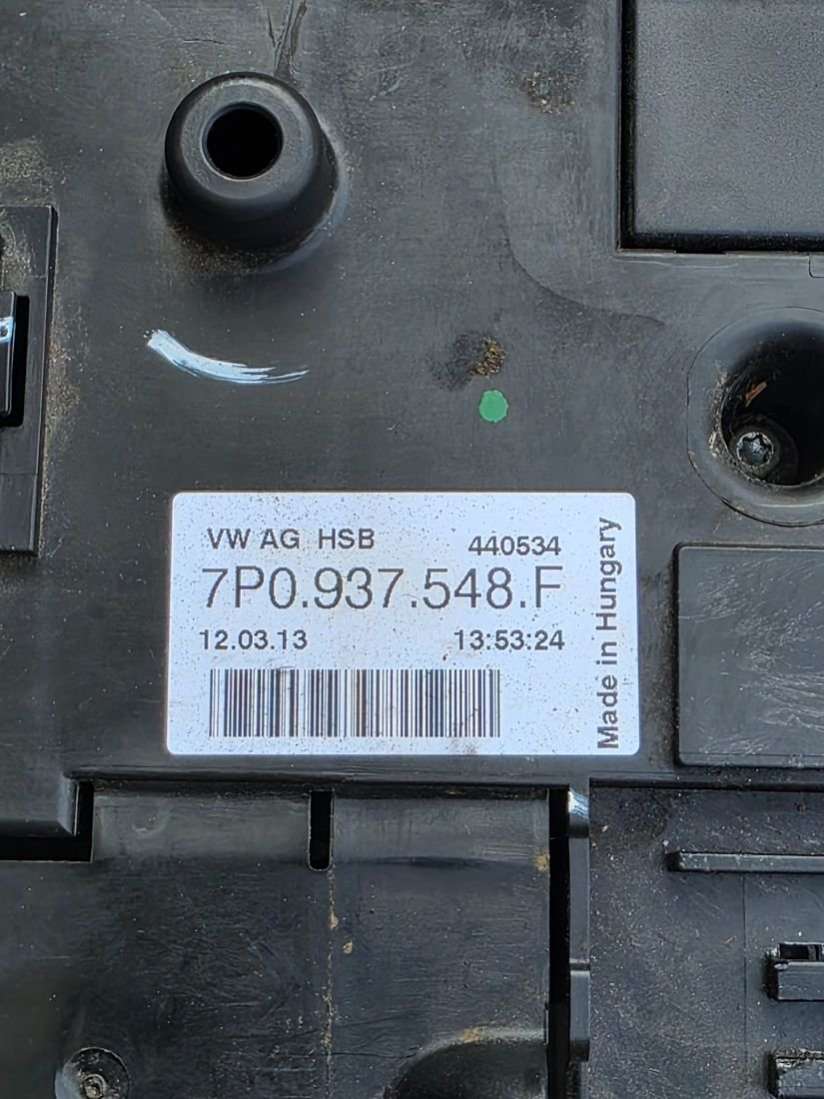 VW AG HSB 440534
7P0.937.548.F
12.03.13 13:53:24
Made in Hungary